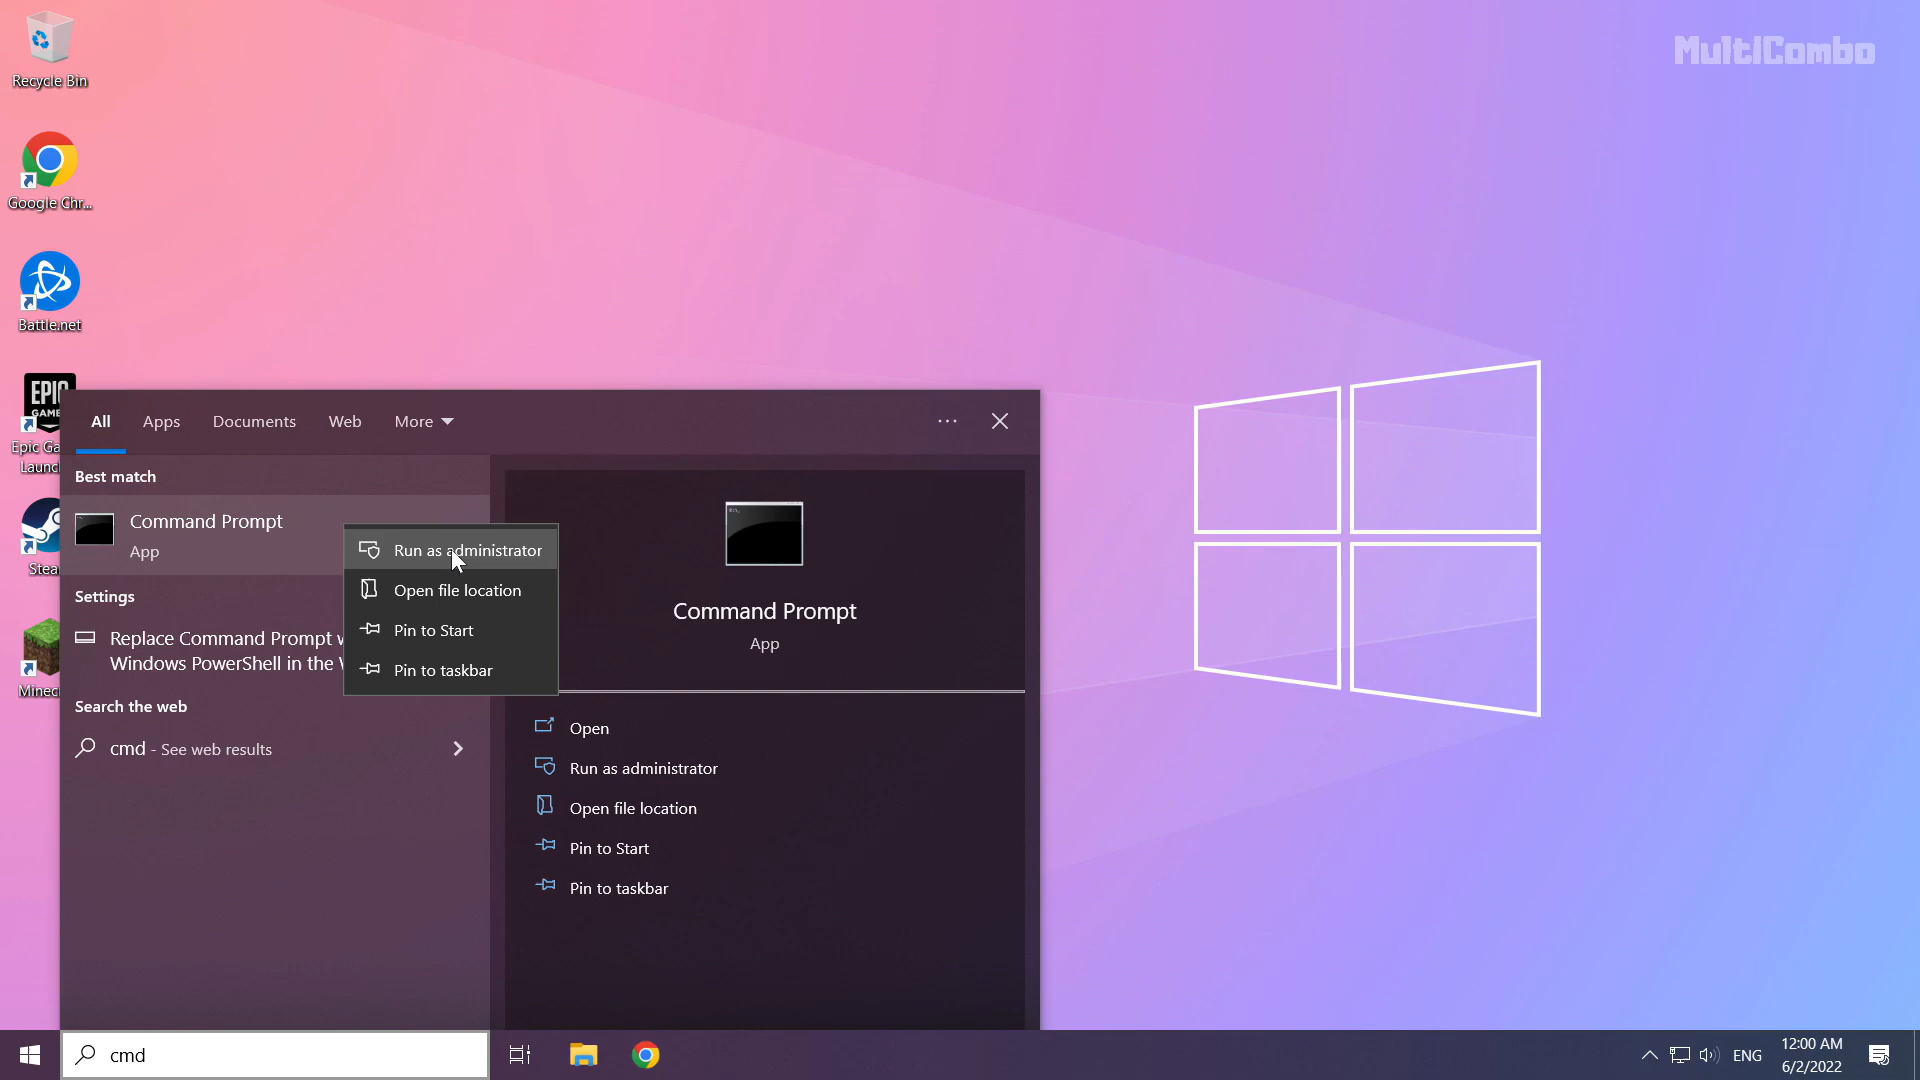 MultiCombo
Recycle Bin
Google Chr...
Battle.net
EPIC
GAMES
Epic Ga
Launc
Stea
Minec
All
Apps
Documents
Web
More
Best match
Command Prompt
App
Settings
Replace Command Prompt w
Windows PowerShell in the
Search the web
cmd - See web results
Run as administrator
Open file location
Pin to Start
Pin to taskbar
Command Prompt
App
Open
Run as administrator
Open file location
Pin to Start
Pin to taskbar
cmd
ENG
12:00 AM
6/2/2022